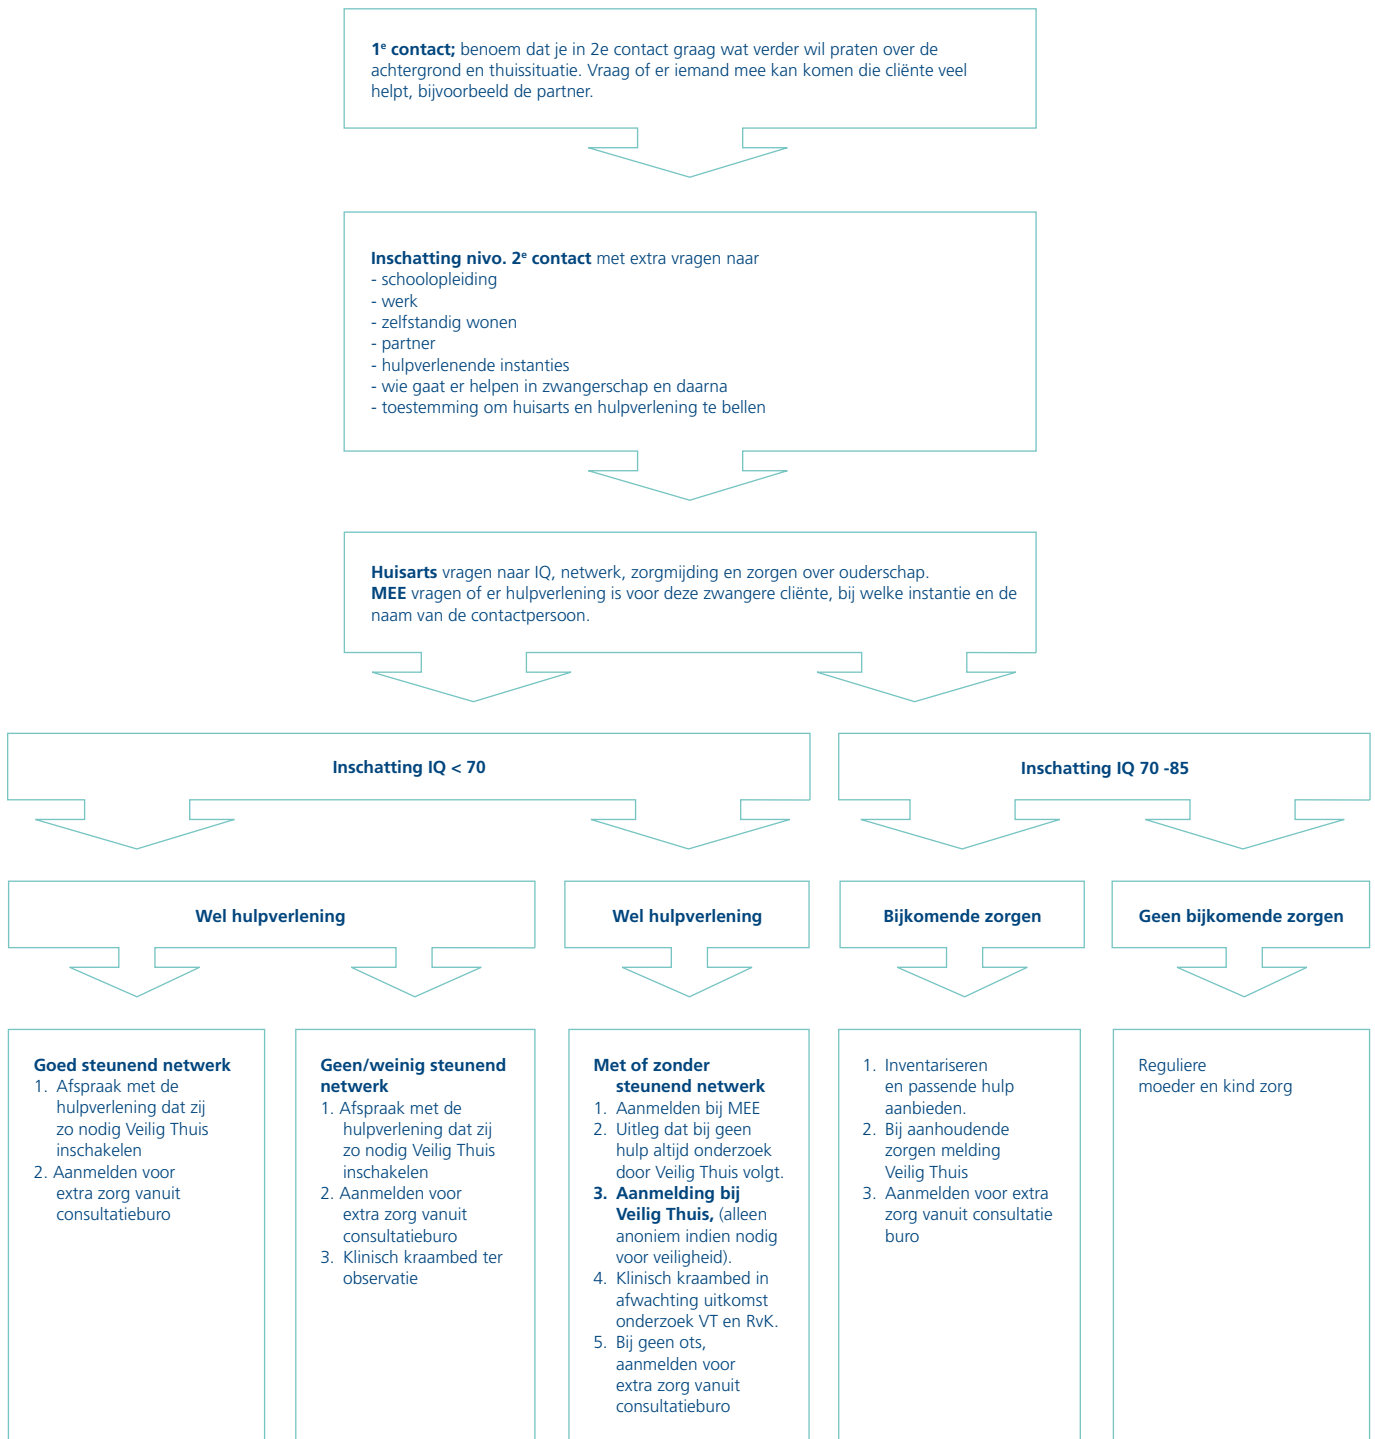 1e contact; benoem dat je in 2e contact graag wat verder wil praten over de
achtergrond en thuissituatie. Vraag of er iemand mee kan komen die cliënte veel
helpt, bijvoorbeeld de partner.
Inschatting nivo. 2e contact met extra vragen naar
- schoolopleiding
- werk
- zelfstandig wonen
- partner
- hulpverlenende instanties
- wie gaat er helpen in zwangerschap en daarna
- toestemming om huisarts en hulpverlening te bellen
Huisarts vragen naar IQ, netwerk, zorgmijding en zorgen over ouderschap.
MEE vragen of er hulpverlening is voor deze zwangere cliënte, bij welke instantie en de
naam van de contactpersoon.
Inschatting IQ < 70
Inschatting IQ 70 -85
Wel hulpverlening
Wel hulpverlening
Bijkomende zorgen
Geen bijkomende zorgen
Goed steunend netwerk
1. Afspraak met de
hulpverlening dat zij
zo nodig Veilig Thuis
inschakelen
2. Aanmelden voor
extra zorg vanuit
consultatieburo
Geen/weinig steunend
netwerk
1. Afspraak met de
hulpverlening dat zij
zo nodig Veilig Thuis
inschakelen
2. Aanmelden voor
extra zorg vanuit
consultatieburo
3. Klinisch kraambed ter
observatie
Met of zonder
steunend netwerk
1. Aanmelden bij MEE
2. Uitleg dat bij geen
hulp altijd onderzoek
door Veilig Thuis volgt.
3. Aanmelding bij
Veilig Thuis, (alleen
anoniem indien nodig
voor veiligheid).
4. Klinisch kraambed in
afwachting uitkomst
onderzoek VT en RvK.
5. Bij geen ots,
aanmelden voor
extra zorg vanuit
consultatieburo
1. Inventariseren
en passende hulp
aanbieden.
2. Bij aanhoudende
zorgen melding
Veilig Thuis
3. Aanmelden voor extra
zorg vanuit consultatie
buro
Reguliere
moeder en kind zorg